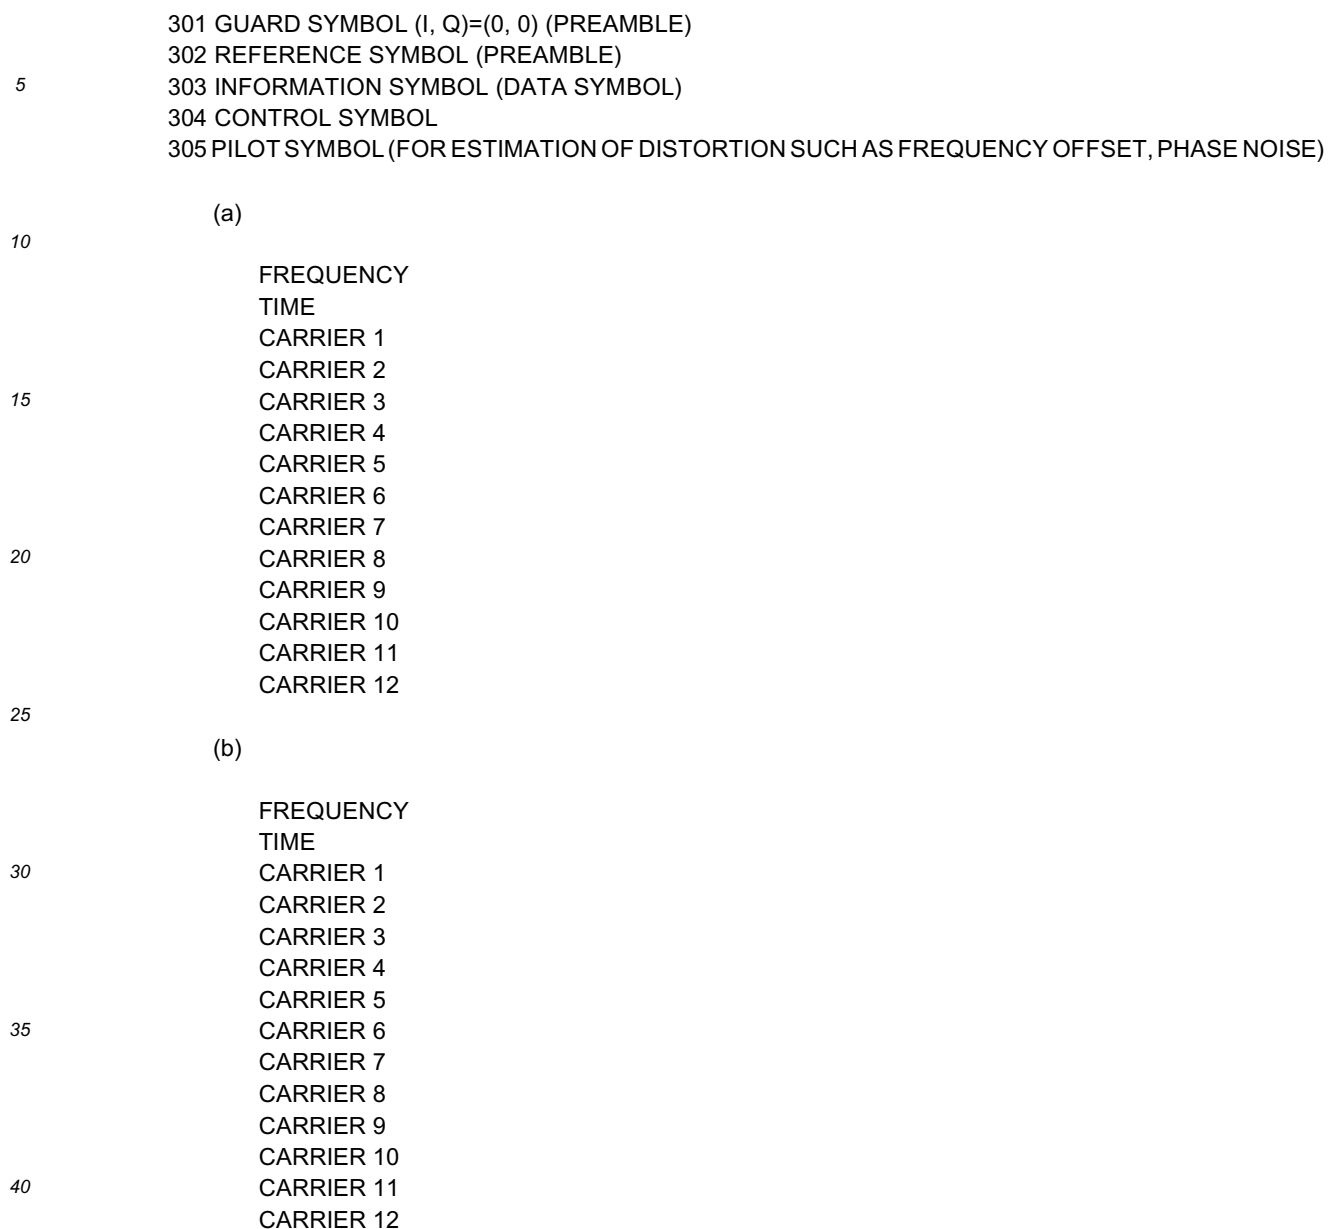 301 GUARD SYMBOL (I, Q)=(0, 0) (PREAMBLE)
302 REFERENCE SYMBOL (PREAMBLE)
5 303 INFORMATION SYMBOL (DATA SYMBOL)
304 CONTROL SYMBOL
305 PILOT SYMBOL (FOR ESTIMATION OF DISTORTION SUCH AS FREQUENCY OFFSET, PHASE NOISE)
(a)
10
FREQUENCY
TIME
CARRIER 1
CARRIER 2
15 CARRIER 3
CARRIER 4
CARRIER 5
CARRIER 6
CARRIER 7
20 CARRIER 8
CARRIER 9
CARRIER 10
CARRIER 11
CARRIER 12
25
(b)
FREQUENCY
TIME
30 CARRIER 1
CARRIER 2
CARRIER 3
CARRIER 4
CARRIER 5
35 CARRIER 6
CARRIER 7
CARRIER 8
CARRIER 9
CARRIER 10
40 CARRIER 11
CARRIER 12